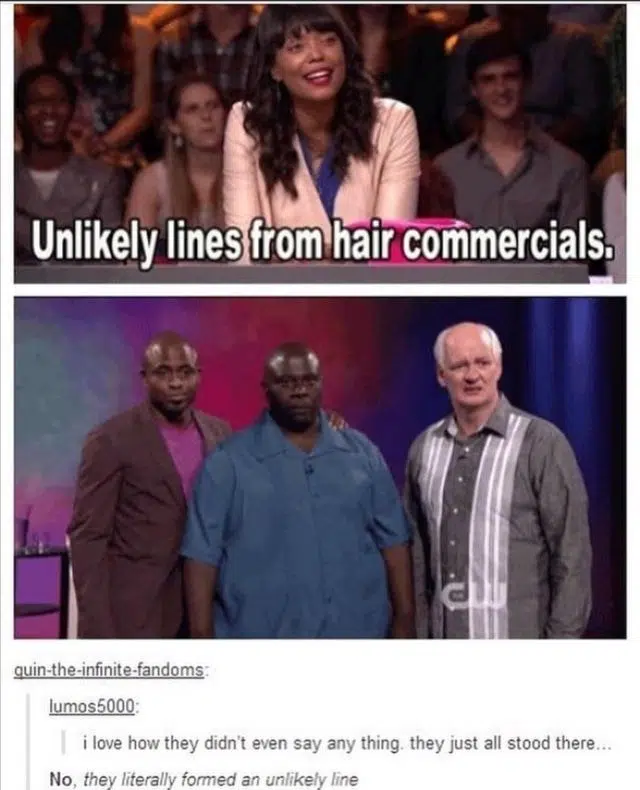 Unlikely lines from hair commercials.
CW
quin-the-infinite-fandoms:
lumos5000:
i love how they didn't even say any thing. they just all stood there...
No, they literally formed an unlikely line